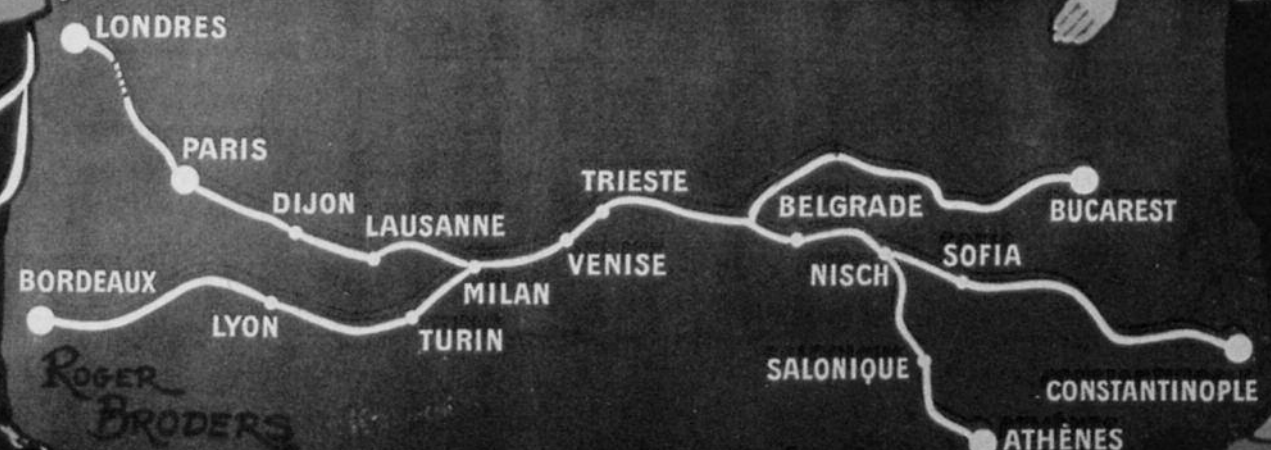 LONDRES
PARIS
DIJON
LAUSANNE
TRIESTE
BELGRADE
BUCAREST
BORDEAUX
LYON
MILAN
VENISE
NISCH
SOFIA
TURIN
SALONIQUE
CONSTANTINOPLE
ATHÈNES
ROGER
BRODERS